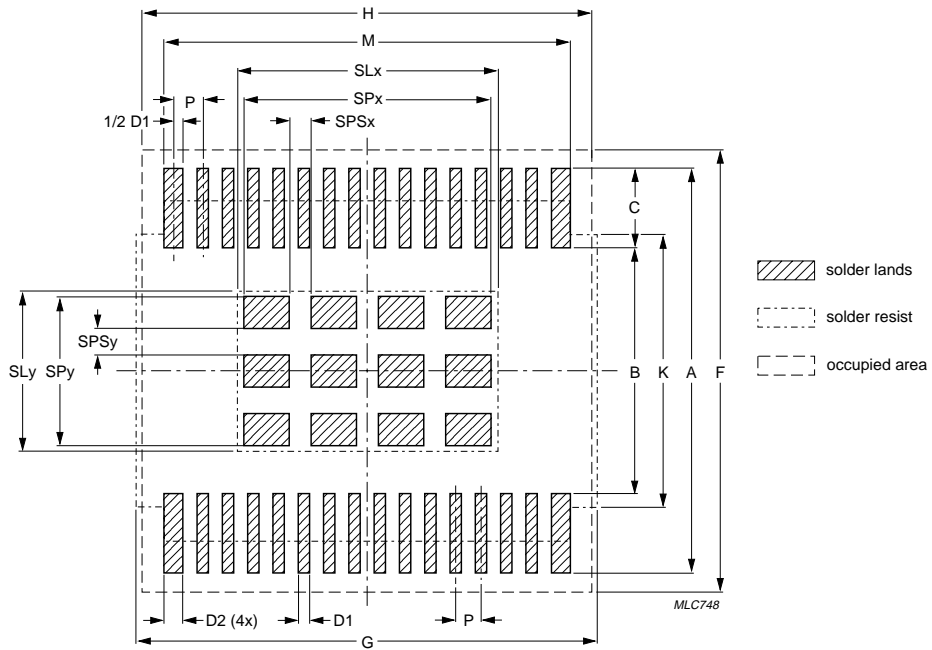 H
M
SLx
SPx
P
SPSx
1/2 D1
C
solder lands
solder resist
occupied area
SPSy
SLy
SPy
B
K
A
F
MLC748
D2 (4x)
D1
P
G